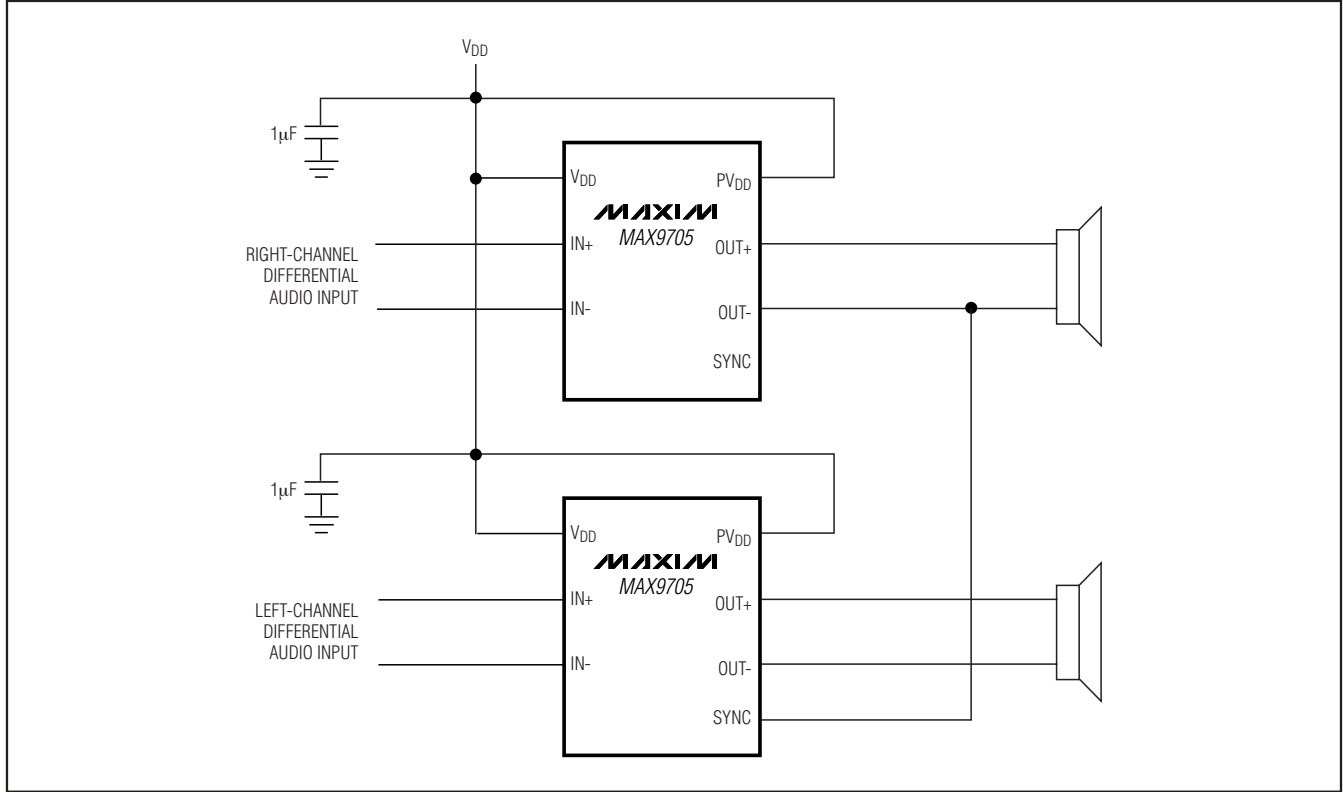 VDD
1µF
VDD
PVDD
MAXIM
MAX9705
RIGHT-CHANNEL
DIFFERENTIAL
AUDIO INPUT
IN+
IN-
OUT+
OUT-
SYNC
1µF
VDD
PVDD
MAXIM
MAX9705
LEFT-CHANNEL
DIFFERENTIAL
AUDIO INPUT
IN+
IN-
OUT+
OUT-
SYNC